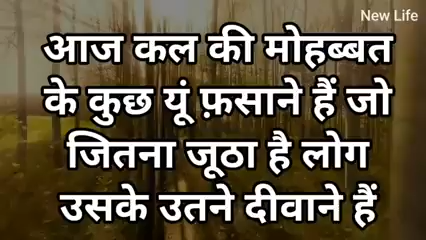 New Life
आज कल की मोहब्बत
के कुछ यूं फ़साने हैं जो
जितना जूठा है लोग
उसके उतने दीवाने हैं